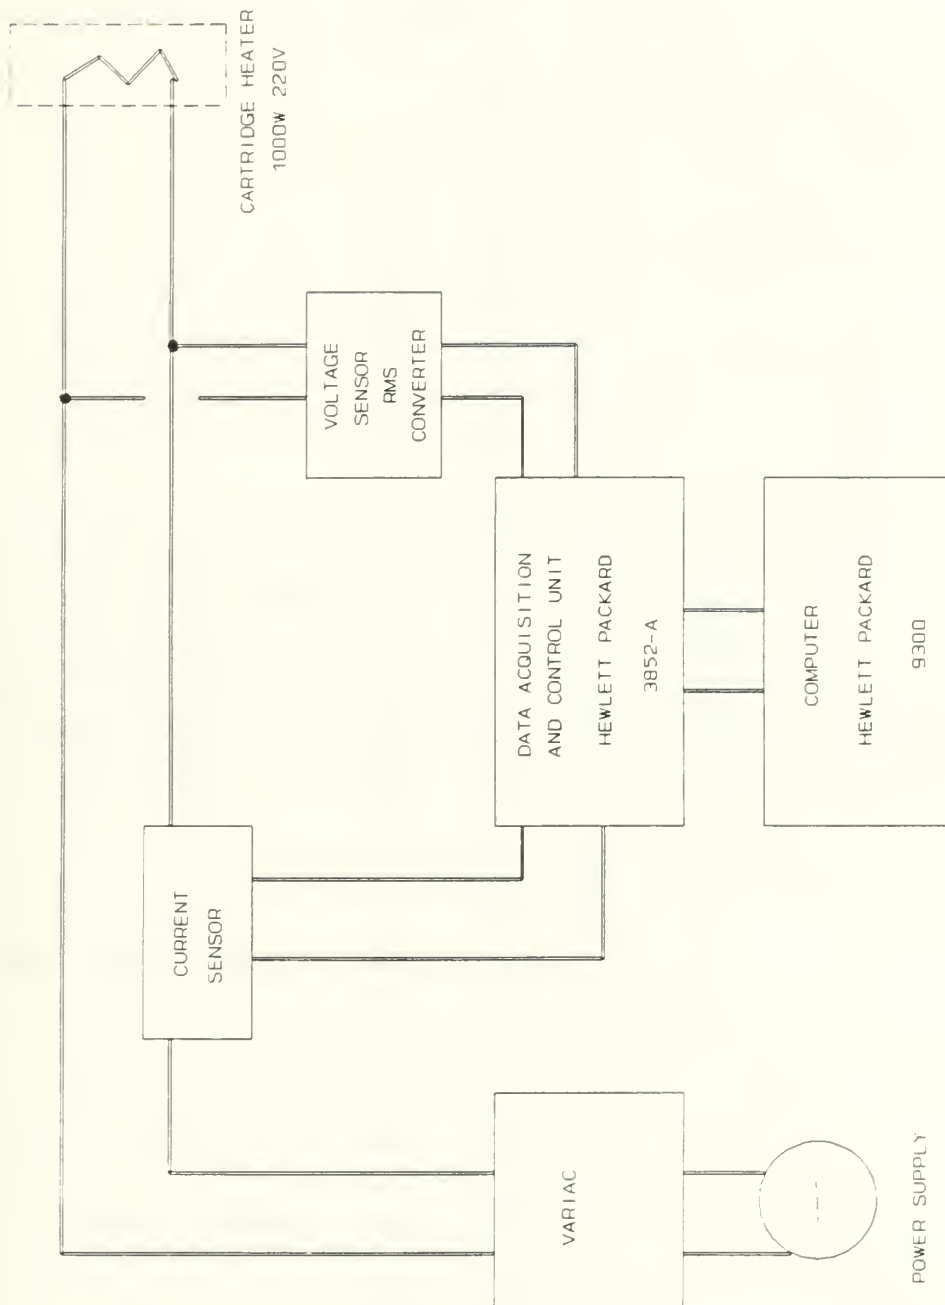 CARTRIDGE HEATER
1000W 220V
VOLTAGE
SENSOR
RMS
CONVERTER
CURRENT
SENSOR
DATA ACQUISITION
AND CONTROL UNIT
HEWLETT PACKARD
3852-A
VARIAC
COMPUTER
HEWLETT PACKARD
9300
POWER SUPPLY